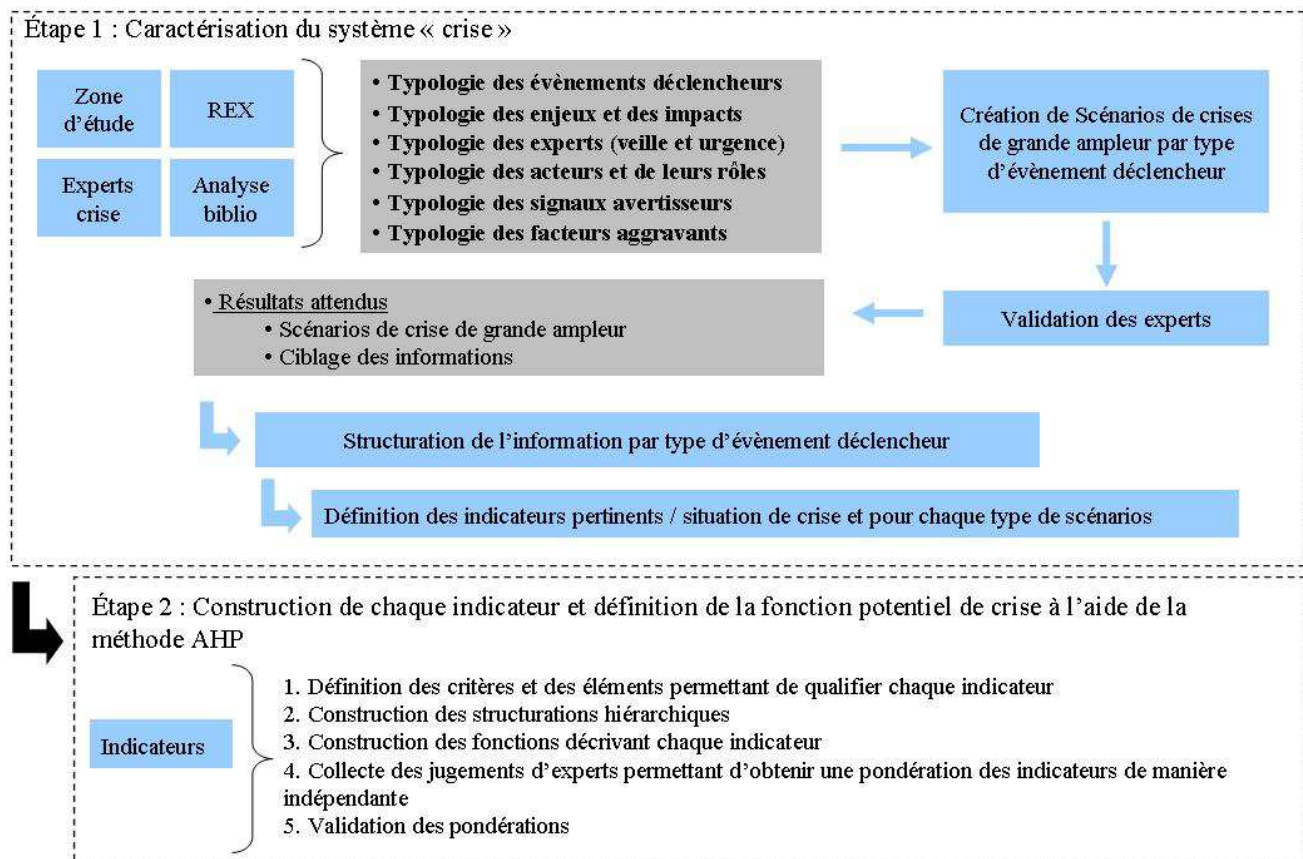 Étape 1 : Caractérisation du système « crise »
Zone
d'étude
REX
Experts
crise
Analyse
biblio
• Typologie des évènements déclencheurs
• Typologie des enjeux et des impacts
• Typologie des experts (veille et urgence)
• Typologie des acteurs et de leurs rôles
• Typologie des signaux avertisseurs
• Typologie des facteurs aggravants
Création de Scénarios de crises
de grande ampleur par type
d'évènement déclencheur
Validation des experts
• Résultats attendus
• Scénarios de crise de grande ampleur
• Ciblage des informations
Structuration de l'information par type d'évènement déclencheur
Définition des indicateurs pertinents / situation de crise et pour chaque type de scénarios
Étape 2 : Construction de chaque indicateur et définition de la fonction potentiel de crise à l'aide de la
méthode AHP
Indicateurs
1. Définition des critères et des éléments permettant de qualifier chaque indicateur
2. Construction des structurations hiérarchiques
3. Construction des fonctions décrivant chaque indicateur
4. Collecte des jugements d'experts permettant d'obtenir une pondération des indicateurs de manière
indépendante
5. Validation des pondérations